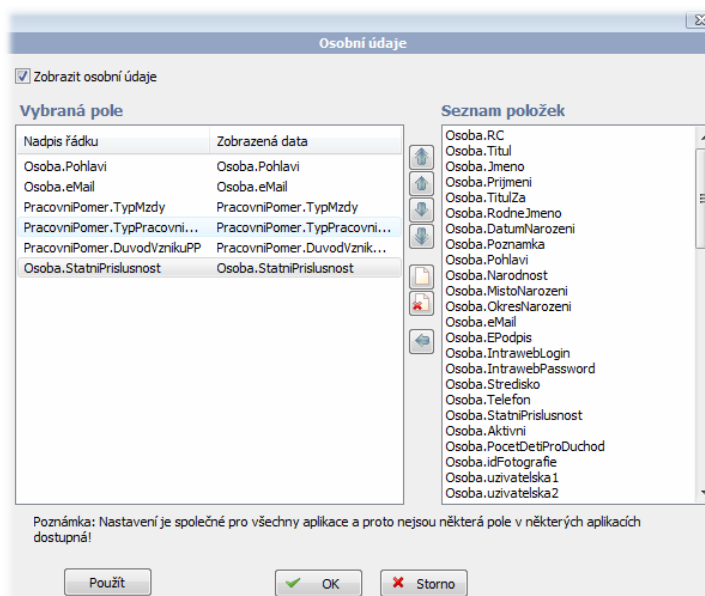 Osobní údaje
Zobrazit osobní údaje
Vybraná pole
Nadpis řádku Zobrazená data
Osoba.Pohlavi Osoba.Pohlavi
Osoba.eMail Osoba.eMail
PracovniPomer.TypMzdy PracovniPomer.TypMzdy
PracovniPomer.TypPracovni... PracovniPomer.TypPracovni...
PracovniPomer.DuvodVznikuPP PracovniPomer.DuvodVznik...
Osoba.StatniPrislusnost Osoba.StatniPrislusnost
Seznam položek
Osoba.RC
Osoba.Titul
Osoba.Jmeno
Osoba.Prijmeni
Osoba.TitulZa
Osoba.RodneJmeno
Osoba.DatumNarozeni
Osoba.Poznamka
Osoba.Pohlavi
Osoba.Narodnost
Osoba.MistoNarozeni
Osoba.OkresNarozeni
Osoba.eMail
Osoba.EPodpis
Osoba.IntrawebLogin
Osoba.IntrawebPassword
Osoba.Stredisko
Osoba.Telefon
Osoba.StatniPrislusnost
Osoba.Aktivni
Osoba.PocetDetiProDuchod
Osoba.idFotografie
Osoba.uzivatelska1
Osoba.uzivatelska2
Poznámka: Nastavení je společné pro všechny aplikace a proto nejsou některá pole v některých aplikacích
dostupná!
Použít OK Storno